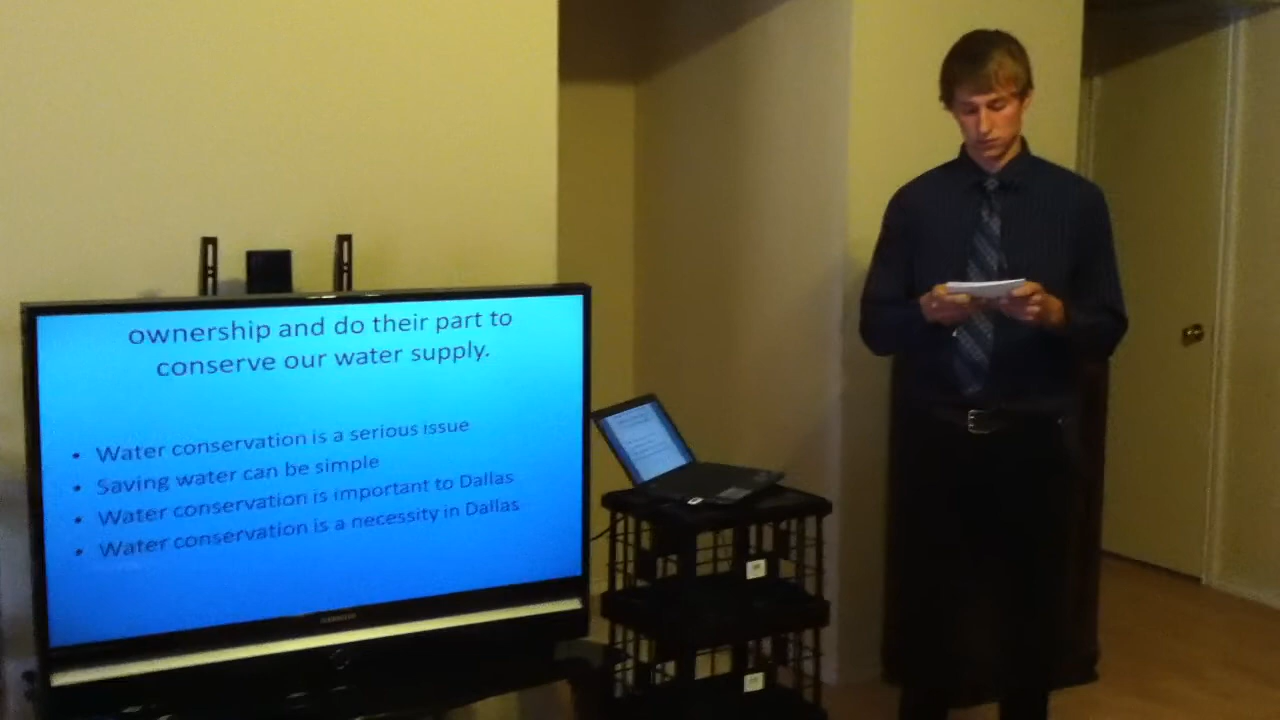 ownership and do their part to
conserve our water supply.
• Water conservation is a serious issue
• Saving water can be simple
• Water conservation is important to Dallas
• Water conservation is a necessity in Dallas